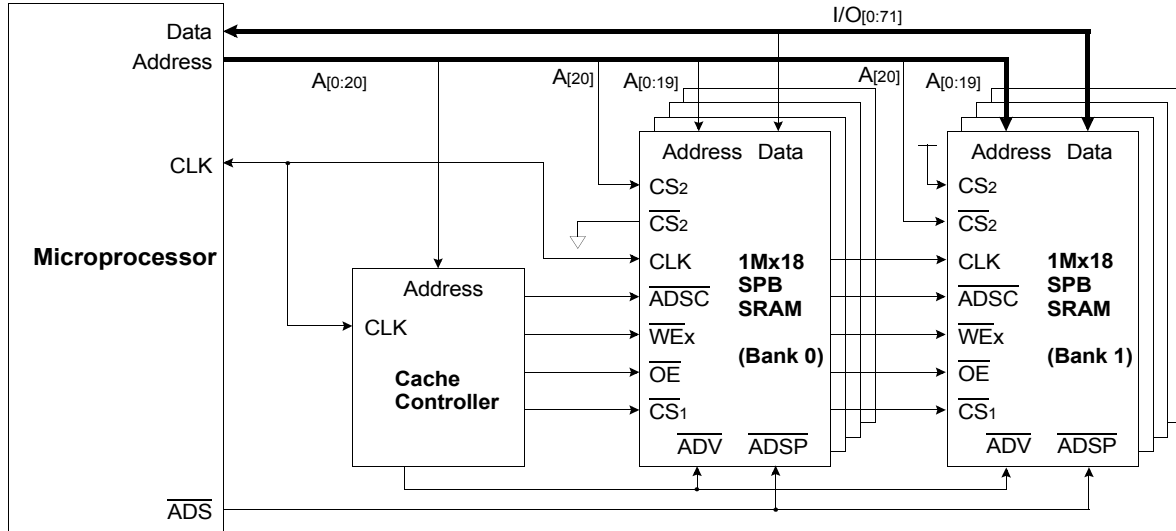 I/O[0:71]
Data
Address
A[0:20]
A[20]
A[0:19]
A[20]
A[0:19]
CLK
Microprocessor
ADS
Address
CLK
Cache
Controller
Address Data
CS2
CS2
CLK
ADSC
WEx
OE
CS1
ADV ADSP
1Mx18
SPB
SRAM
(Bank 0)
Address Data
CS2
CS2
CLK
ADSC
WEx
OE
CS1
ADV ADSP
1Mx18
SPB
SRAM
(Bank 1)